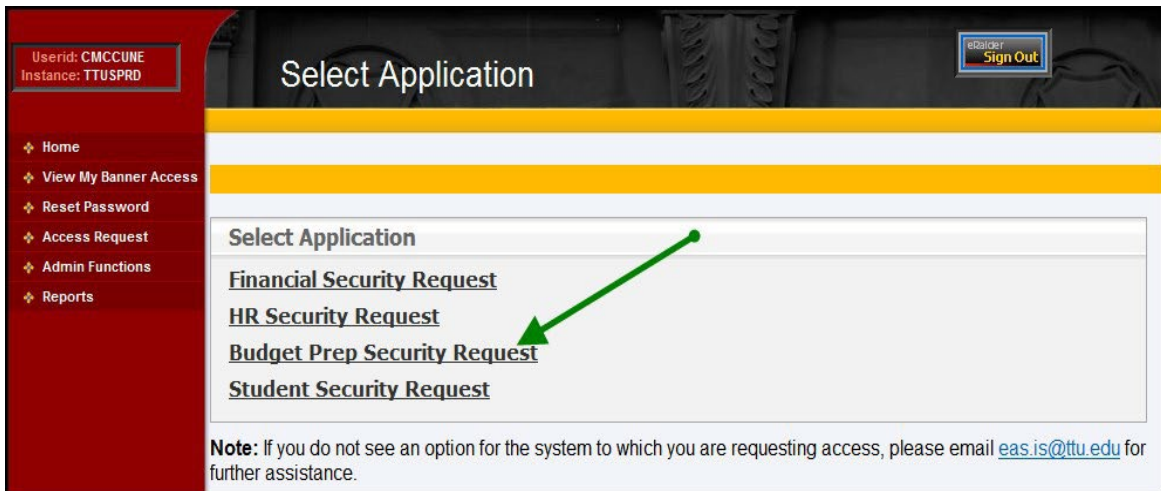 Userid: CMCCUNE
Instance: TTUSPRD
Select Application
eRaider
Sign Out
Home
View My Banner Access
Reset Password
Access Request
Admin Functions
Reports
Select Application
Financial Security Request
HR Security Request
Budget Prep Security Request
Student Security Request
Note: If you do not see an option for the system to which you are requesting access, please email eas.is@ttu.edu for
further assistance.